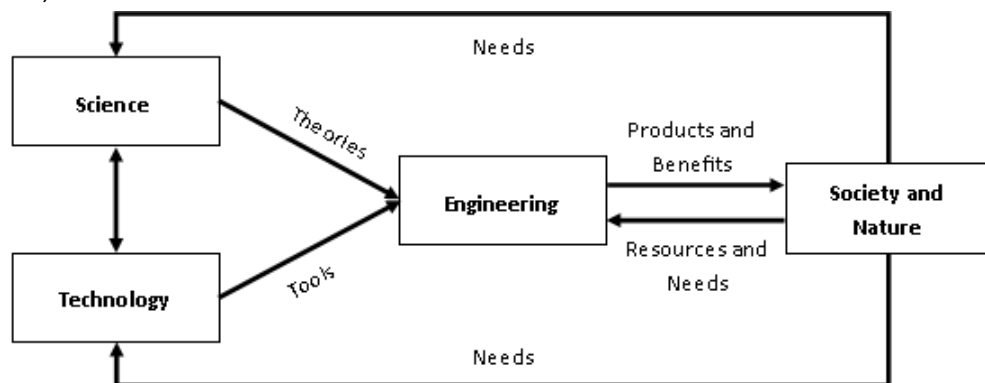 Needs
Science
Theories
Products and
Benefits
Engineering
Society and
Nature
Resources and
Needs
Technology
Tools
Needs